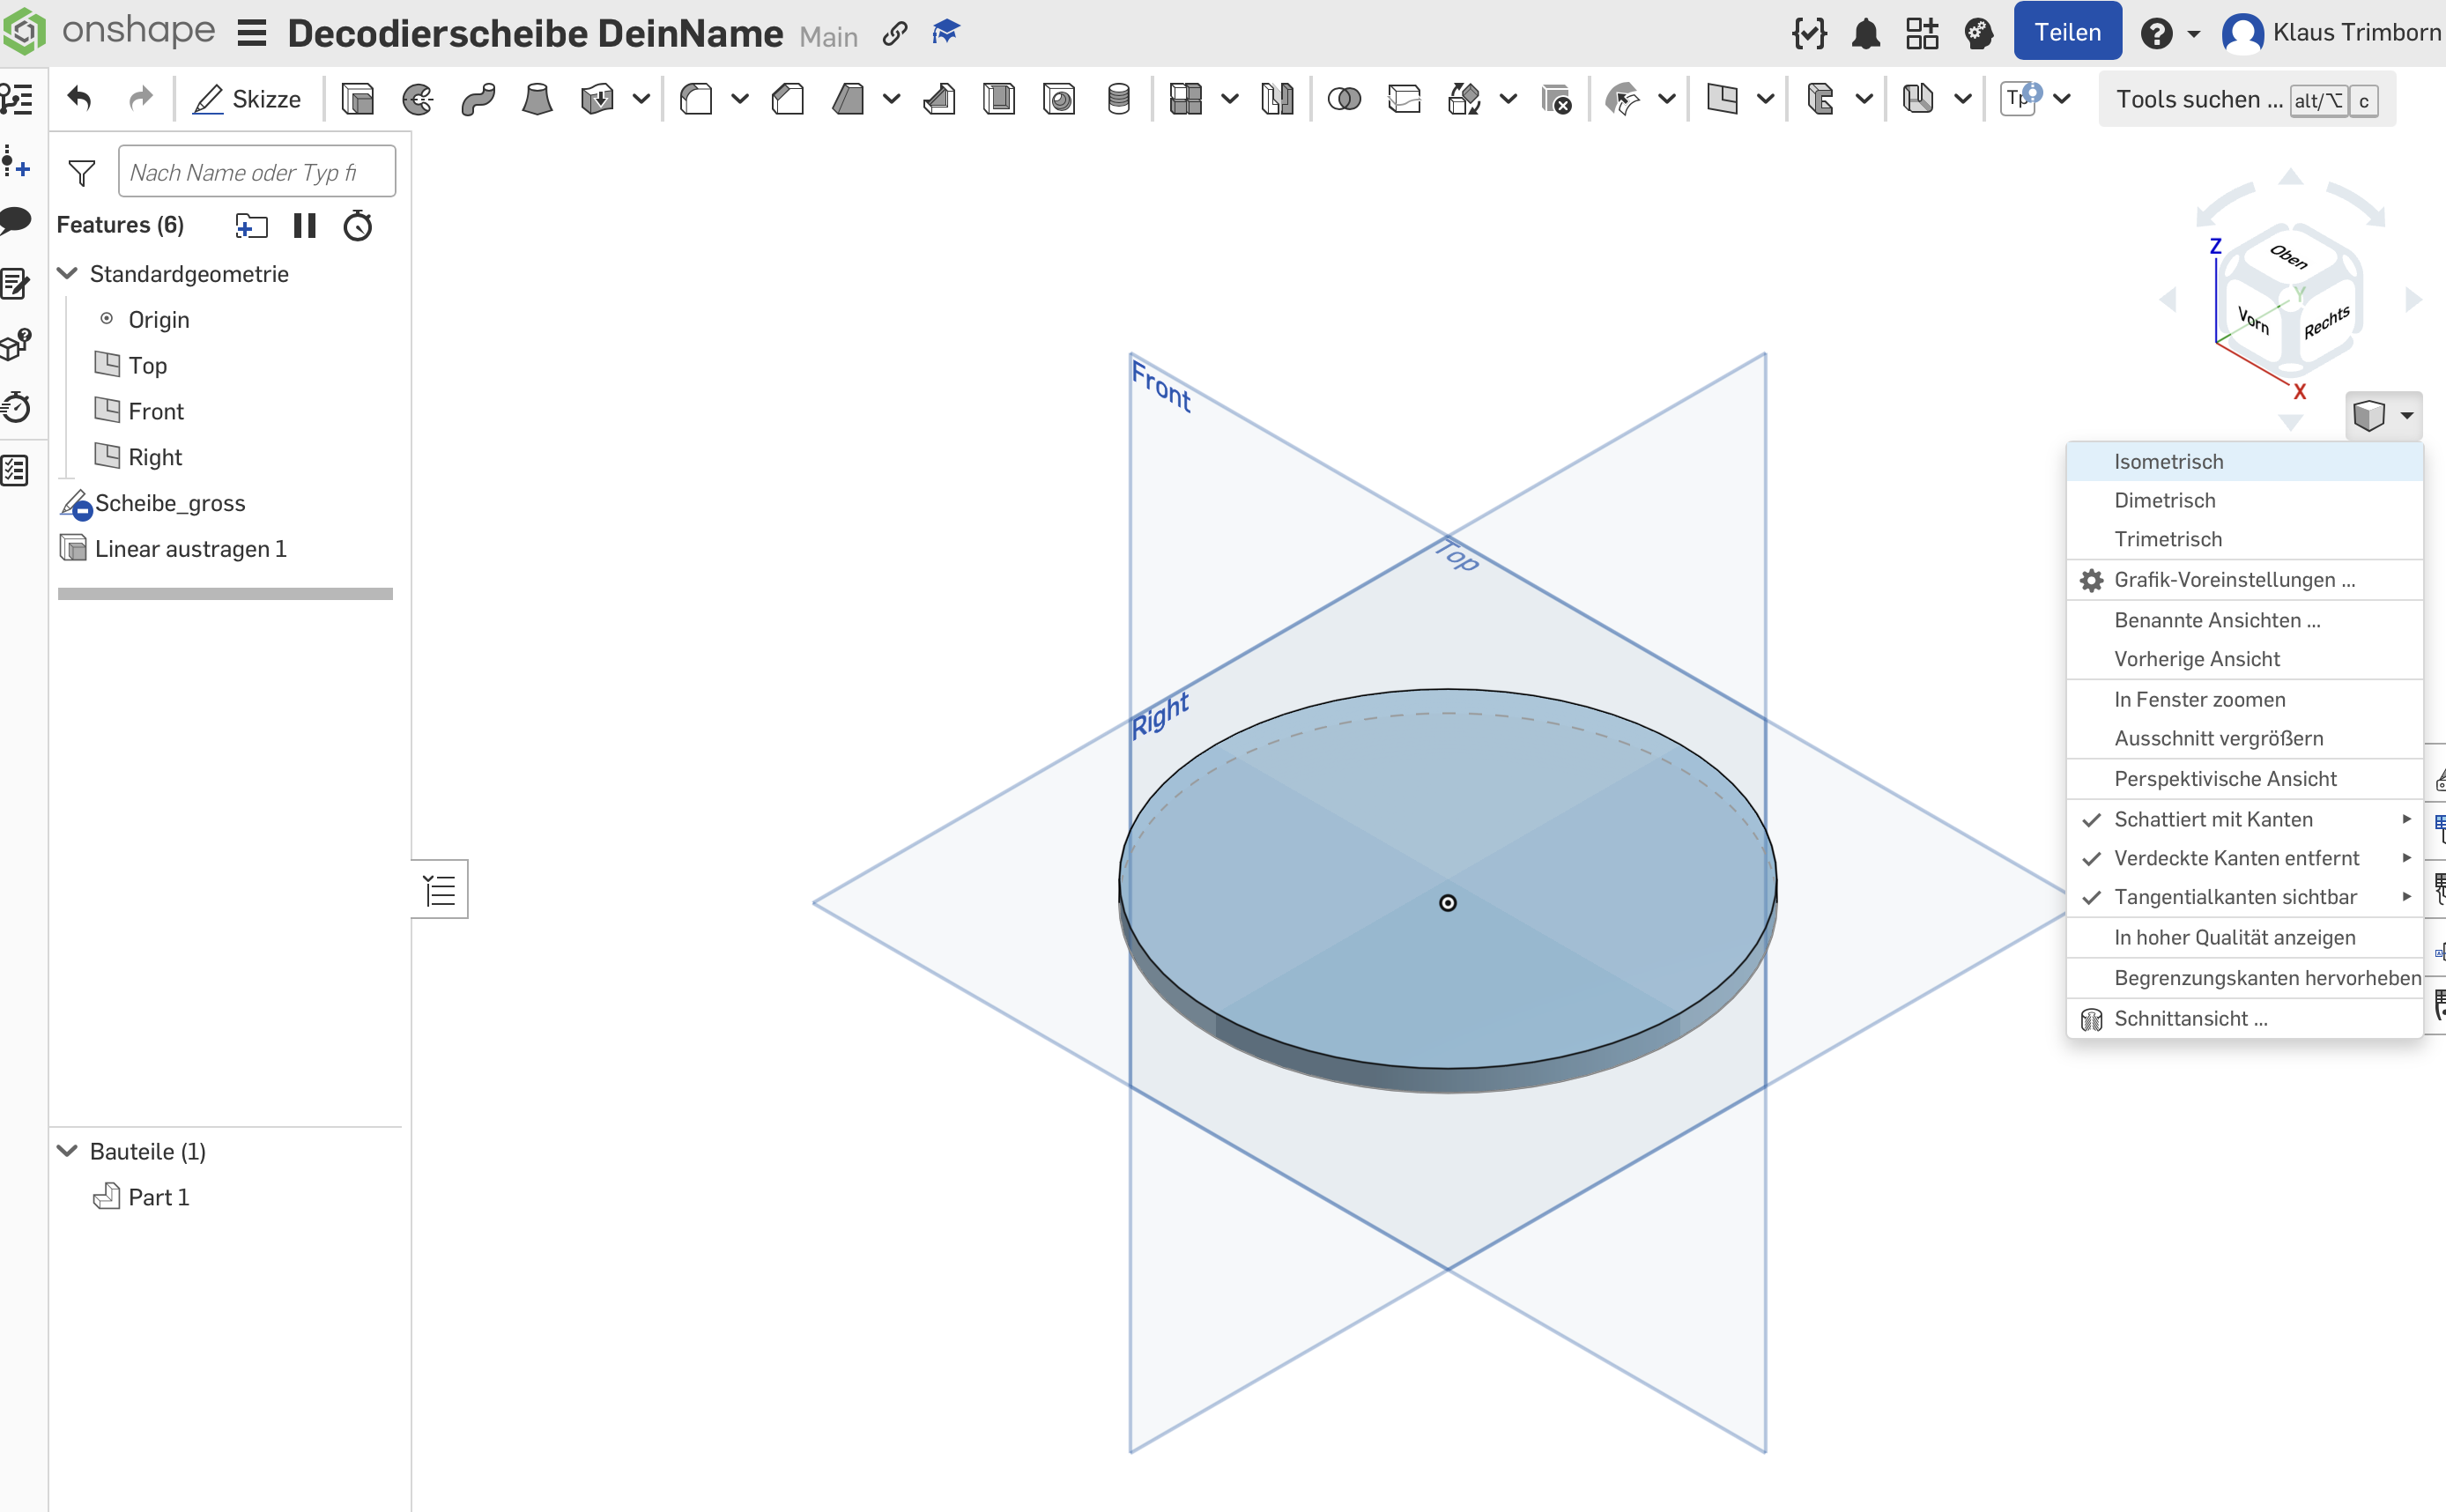 onshape Decodierscheibe DeinName Main Teilen Klaus Trimborn
Skizze Tools suchen ... alt/⌥ c
Nach Name oder Typ fi
Features (6)
Standardgeometrie
Origin
Top
Front
Right
Scheibe_gross
Linear austragen 1
Bauteile (1)
Part 1
Front
Top
Right
Z
Oben
Y
Vorn
Rechts
X
Isometrisch
Dimetrisch
Trimetrisch
Grafik-Voreinstellungen ...
Benannte Ansichten ...
Vorherige Ansicht
In Fenster zoomen
Ausschnitt vergrößern
Perspektivische Ansicht
Schattiert mit Kanten
Verdeckte Kanten entfernt
Tangentialkanten sichtbar
In hoher Qualität anzeigen
Begrenzungskanten hervorheben
Schnittansicht ...